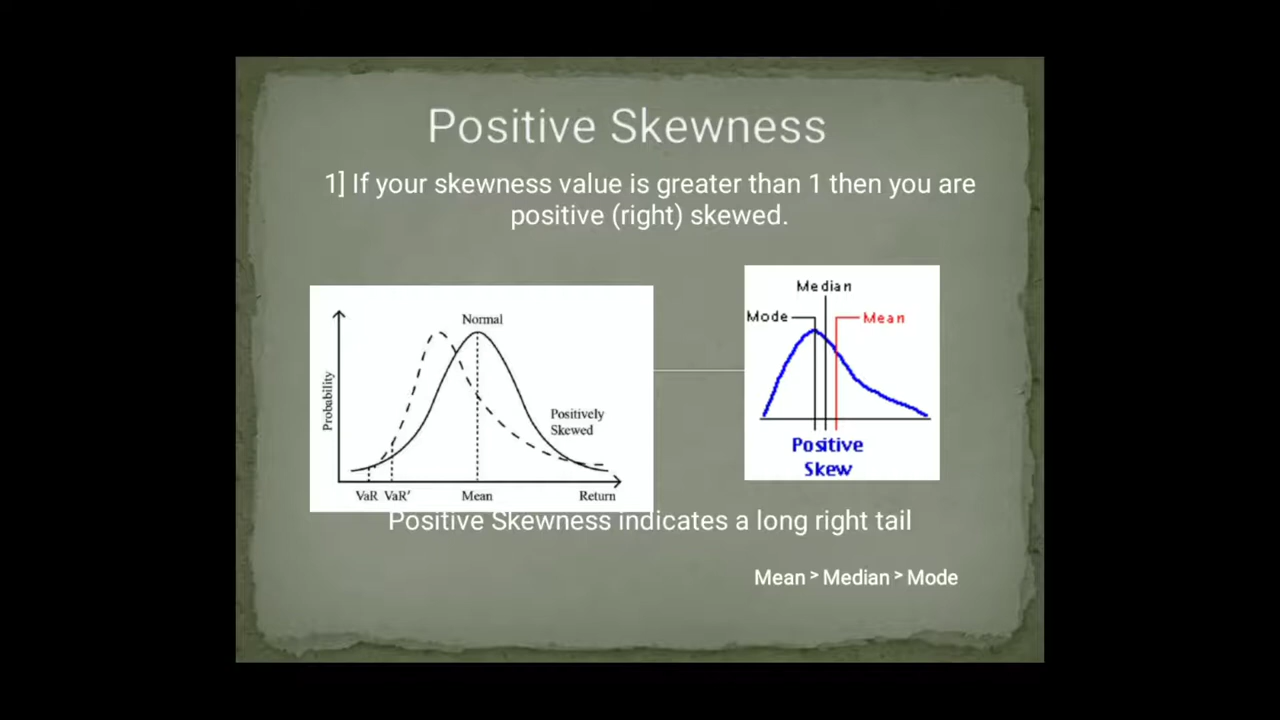 Positive Skewness
1] If your skewness value is greater than 1 then you are
positive (right) skewed.
Normal
Probability
Positively
Skewed
VaR VaR′ Mean Return
Median
Mode Mean
Positive
Skew
Positive Skewness indicates a long right tail
Mean > Median > Mode